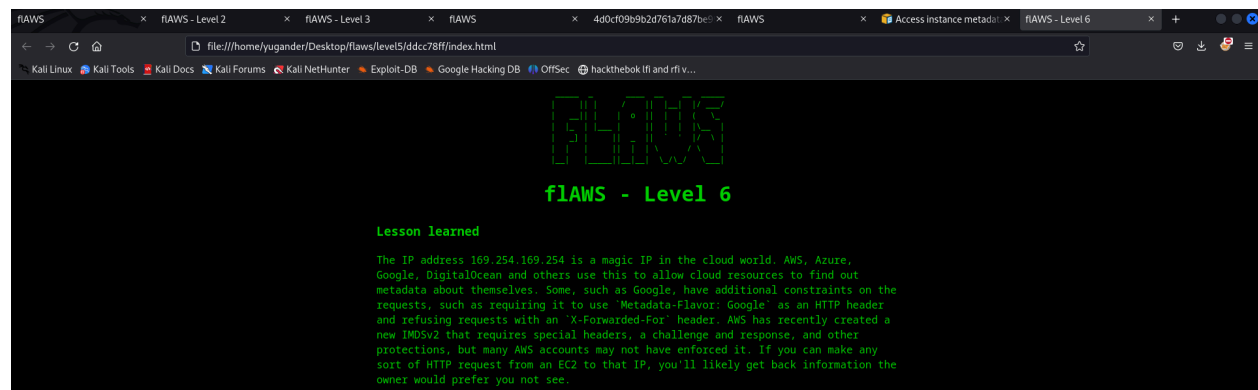 flAWS flAWS - Level 2 flAWS - Level 3 flAWS 4d0cf09b9b2d761a7d87be9 flAWS Access instance metadat flAWS - Level 6
file:///home/yugander/Desktop/flaws/level5/ddcc78ff/index.html
Kali Linux Kali Tools Kali Docs Kali Forums Kali NetHunter Exploit-DB Google Hacking DB OffSec hackthebok lfi and rfi v...
FLAWS
flAWS - Level 6
Lesson learned
The IP address 169.254.169.254 is a magic IP in the cloud world. AWS, Azure,
Google, DigitalOcean and others use this to allow cloud resources to find out
metadata about themselves. Some, such as Google, have additional constraints on the
requests, such as requiring it to use `Metadata-Flavor: Google` as an HTTP header
and refusing requests with an `X-Forwarded-For` header. AWS has recently created a
new IMDSv2 that requires special headers, a challenge and response, and other
protections, but many AWS accounts may not have enforced it. If you can make any
sort of HTTP request from an EC2 to that IP, you'll likely get back information the
owner would prefer you not see.